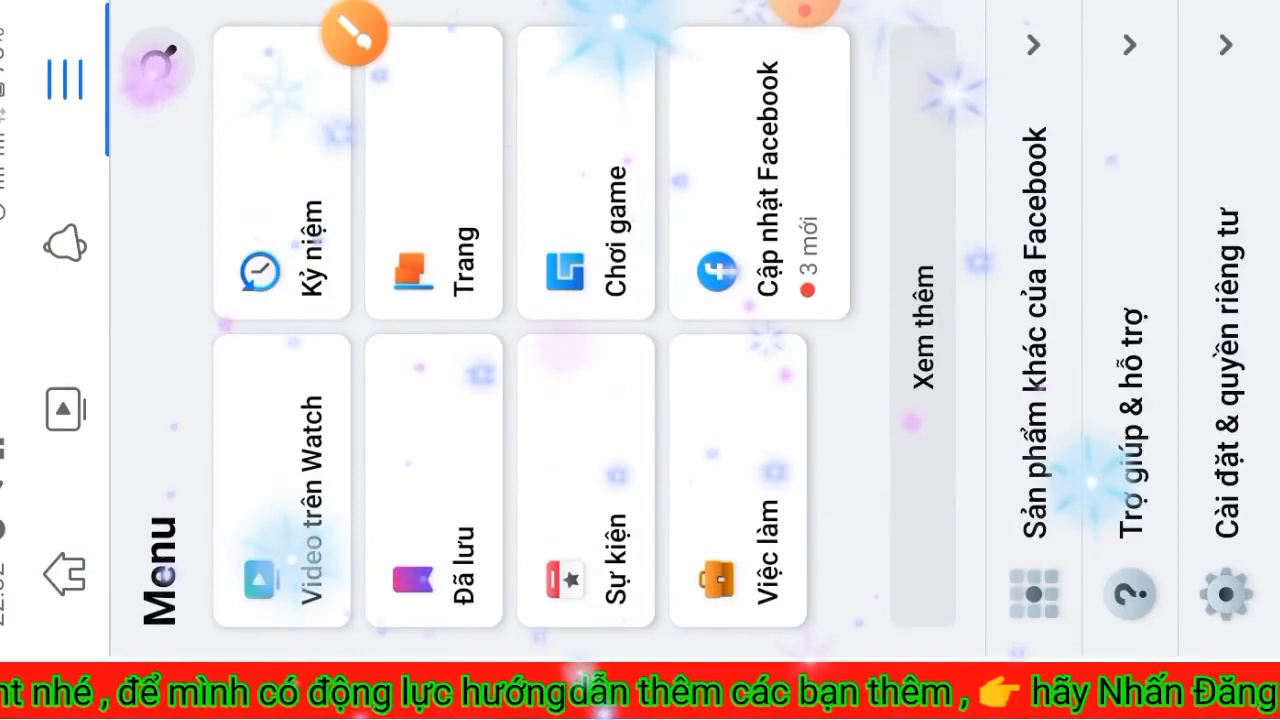 Menu
Video trên Watch
Kỷ niệm
Đã lưu
Trang
Sự kiện
Chơi game
Việc làm
Cập nhật Facebook
3 mới
Xem thêm
Sản phẩm khác của Facebook
Trợ giúp & hỗ trợ
Cài đặt & quyền riêng tư
nt nhé , để mình có động lực hướng dẫn thêm các bạn thêm , 👉 hãy Nhấn Đăng